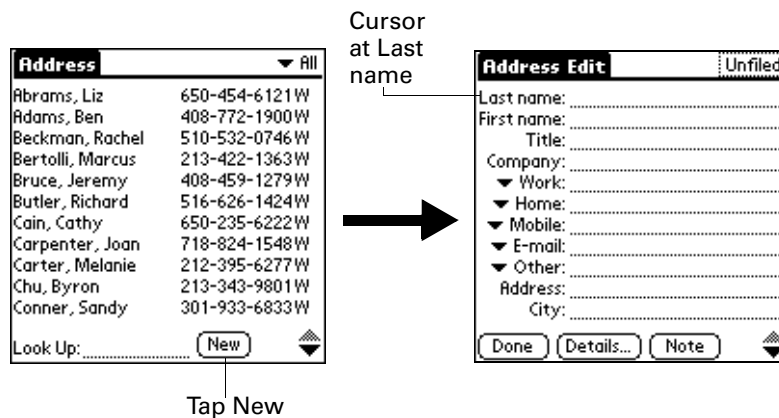 Cursor
at Last
name
Address
All
Abrams, Liz 650-454-6121W
Adams, Ben 408-772-1900W
Beckman, Rachel 510-532-0746W
Bertolli, Marcus 213-422-1363W
Bruce, Jeremy 408-459-1279W
Butler, Richard 516-626-1424W
Cain, Cathy 650-235-6222W
Carpenter, Joan 718-824-1548W
Carter, Melanie 212-395-6277W
Chu, Byron 213-343-9801W
Conner, Sandy 301-933-6833W
Look Up: New
Tap New
Address Edit Unfiled
Last name:
First name:
Title:
Company:
Work:
Home:
Mobile:
E-mail:
Other:
Address:
City:
Done Details... Note